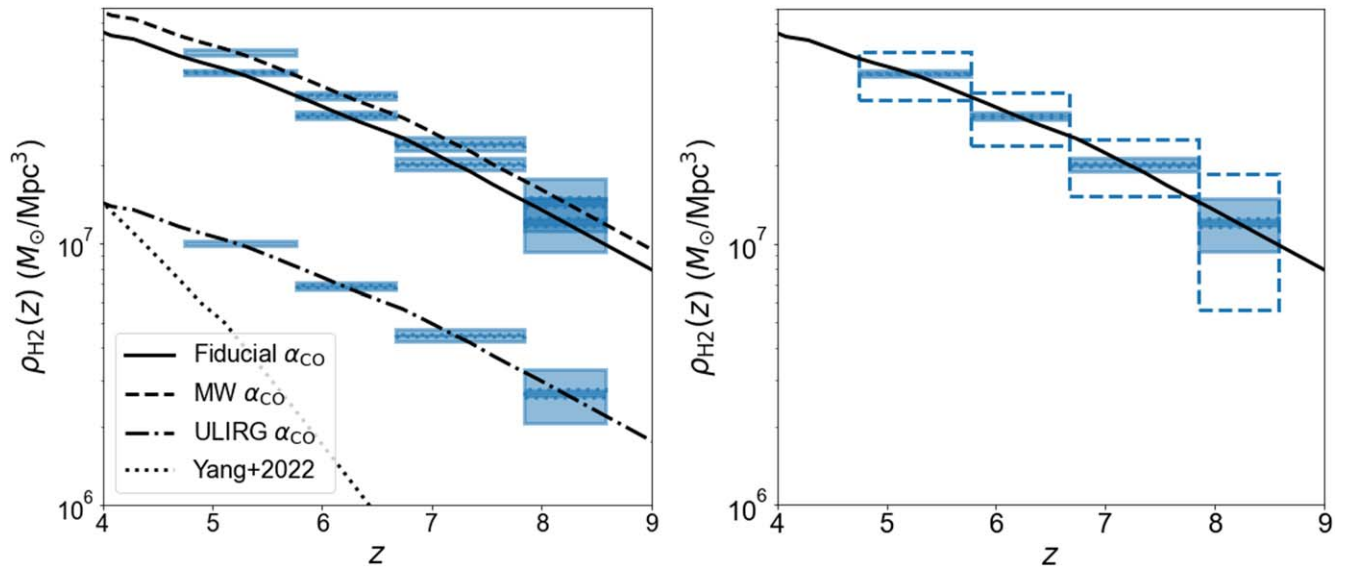 ρH2(z) (M⊙/Mpc³)
10⁷
10⁶
4 5 6 7 8 9
z
Fiducial αCO
MW αCO
ULIRG αCO
Yang+2022
ρH2(z) (M⊙/Mpc³)
10⁷
10⁶
4 5 6 7 8 9
z